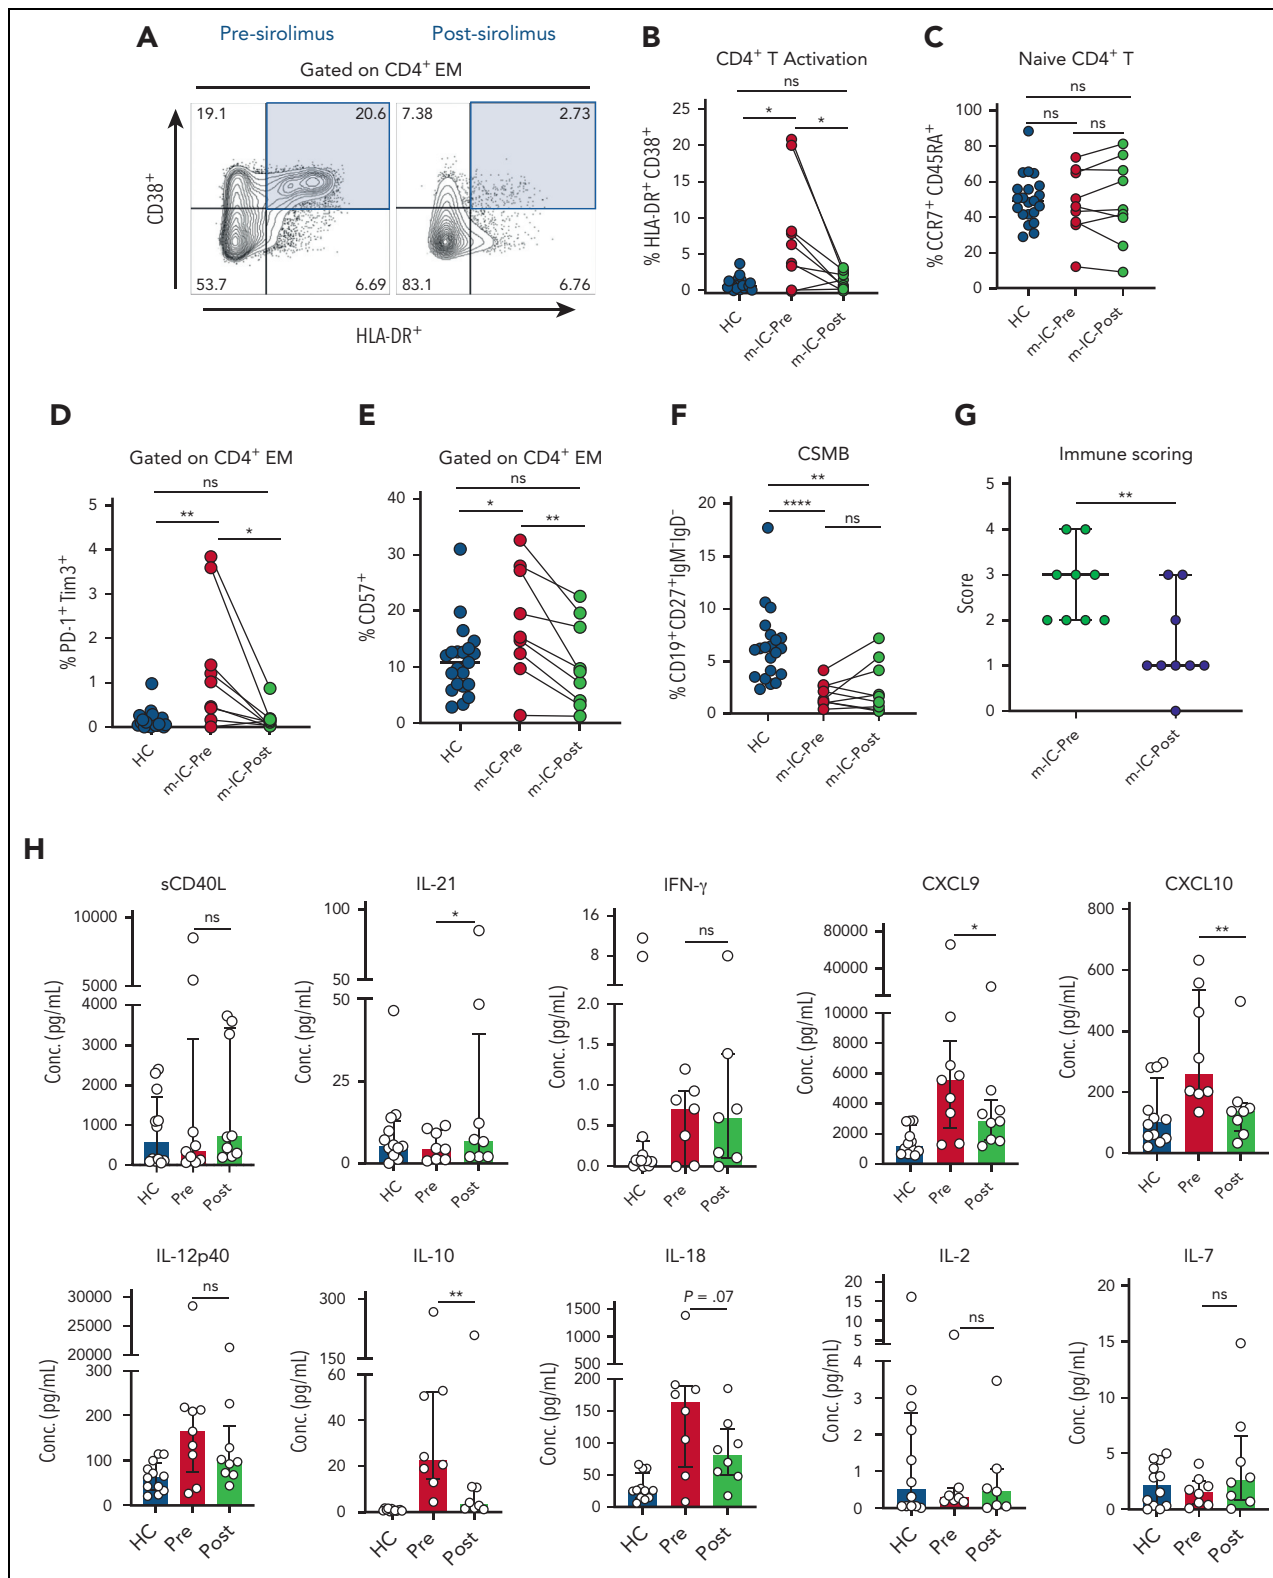 A
Pre-sirolimus
Post-sirolimus
Gated on CD4+ EM
19.1
20.6
7.38
2.73
CD38+
53.7
6.69
83.1
6.76
HLA-DR+
B
CD4+ T Activation
ns
*
*
% HLA-DR+ CD38+
25
20
15
10
5
0
HC
m-IC-Pre
m-IC-Post
C
Naive CD4+ T
ns
ns
ns
% CCR7+ CD45RA+
100
80
60
40
20
0
HC
m-IC-Pre
m-IC-Post
D
Gated on CD4+ EM
ns
**
*
% PD-1+ Tim3+
5
4
3
2
1
0
HC
m-IC-Pre
m-IC-Post
E
Gated on CD4+ EM
ns
*
**
% CD57+
40
30
20
10
0
HC
m-IC-Pre
m-IC-Post
F
CSMB
**
****
ns
% CD19+CD27+IgM-IgD-
20
15
10
5
0
HC
m-IC-Pre
m-IC-Post
G
Immune scoring
**
Score
5
4
3
2
1
0
m-IC-Pre
m-IC-Post
H
sCD40L
ns
Conc. (pg/mL)
10000
5000
4000
3000
2000
1000
0
HC
Pre
Post
IL-21
*
Conc. (pg/mL)
100
50
50
25
0
HC
Pre
Post
IFN-γ
ns
Conc. (pg/mL)
16
8
2.0
1.5
1.0
0.5
0.0
HC
Pre
Post
CXCL9
*
Conc. (pg/mL)
80000
40000
10000
8000
6000
4000
2000
0
HC
Pre
Post
CXCL10
**
Conc. (pg/mL)
800
600
400
200
0
HC
Pre
Post
IL-12p40
ns
Conc. (pg/mL)
30000
25000
20000
300
200
100
0
HC
Pre
Post
IL-10
**
Conc. (pg/mL)
300
150
60
40
20
0
HC
Pre
Post
IL-18
P = .07
Conc. (pg/mL)
1500
1000
500
200
150
100
50
0
HC
Pre
Post
IL-2
ns
Conc. (pg/mL)
20
15
10
5
4
3
2
1
0
HC
Pre
Post
IL-7
ns
Conc. (pg/mL)
20
15
10
5
0
HC
Pre
Post